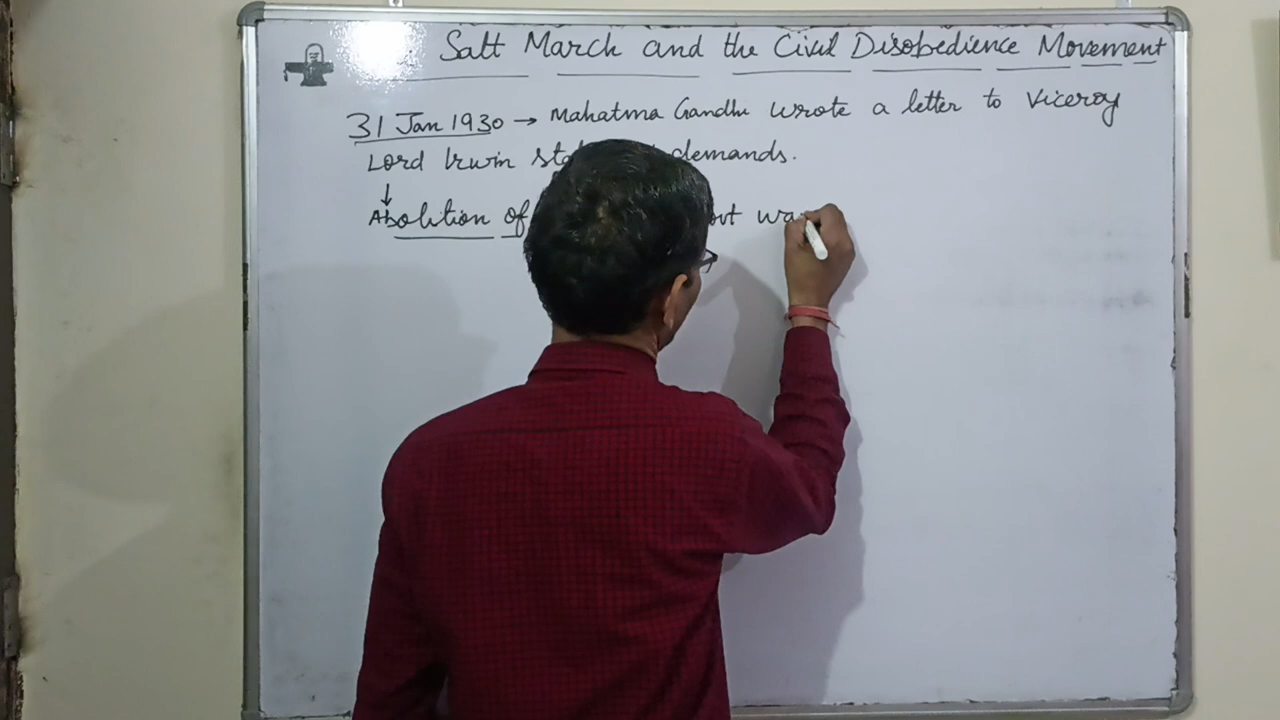 Salt March and the Civil Disobedience Movement
31 Jan 1930 → Mahatma Gandhi wrote a letter to Viceroy
Lord Irwin demands.
↓
Abolition of